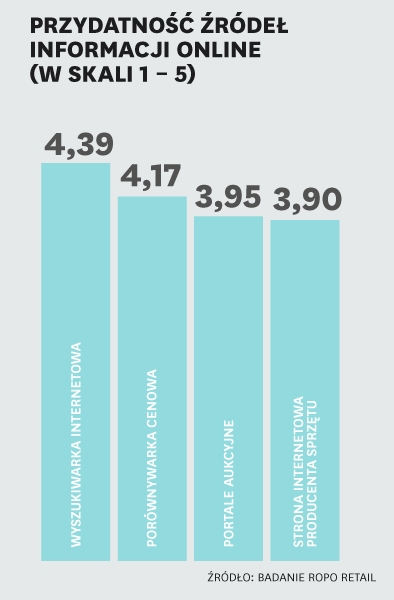 PRZYDATNOŚĆ ŹRÓDEŁ
INFORMACJI ONLINE
(W SKALI 1 – 5)
4,39
4,17
3,95
3,90
WYSZUKIWARKA INTERNETOWA
PORÓWNYWARKA CENOWA
PORTALE AUKCYJNE
STRONA INTERNETOWA
PRODUCENTA SPRZĘTU
ŹRÓDŁO: BADANIE ROPO RETAIL